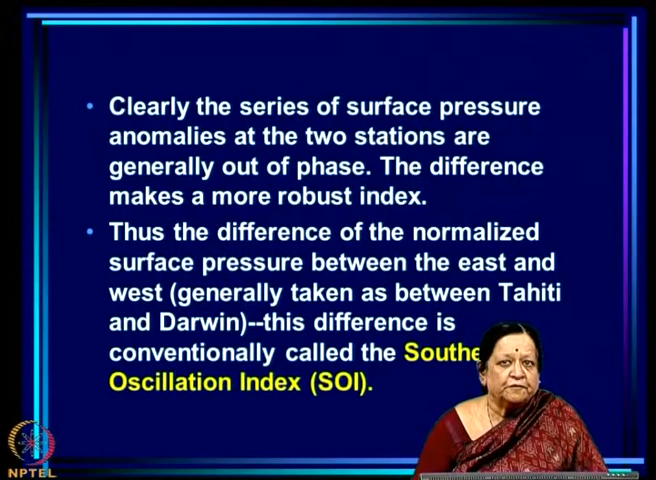 Clearly the series of surface pressure
anomalies at the two stations are
generally out of phase. The difference
makes a more robust index.
Thus the difference of the normalized
surface pressure between the east and
west (generally taken as between Tahiti
and Darwin)--this difference is
conventionally called the
Oscillation Index (SOI).
NPTEL